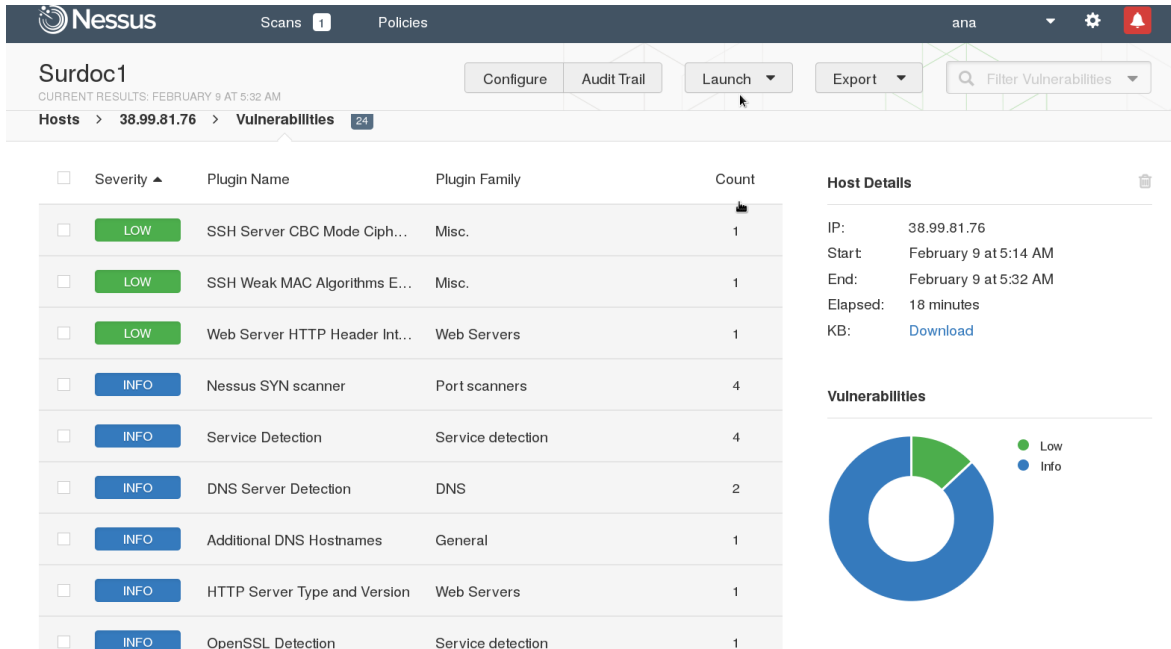 Nessus Scans 1 Policies ana
Surdoc1
CURRENT RESULTS: FEBRUARY 9 AT 5:32 AM
Configure Audit Trail Launch Export Filter Vulnerabilities
Hosts > 38.99.81.76 > Vulnerabilities 24
Severity Plugin Name Plugin Family Count
LOW SSH Server CBC Mode Ciph... Misc. 1
LOW SSH Weak MAC Algorithms E... Misc. 1
LOW Web Server HTTP Header Int... Web Servers 1
INFO Nessus SYN scanner Port scanners 4
INFO Service Detection Service detection 4
INFO DNS Server Detection DNS 2
INFO Additional DNS Hostnames General 1
INFO HTTP Server Type and Version Web Servers 1
INFO OpenSSL Detection Service detection 1
Host Details
IP: 38.99.81.76
Start: February 9 at 5:14 AM
End: February 9 at 5:32 AM
Elapsed: 18 minutes
KB: Download
Vulnerabilities
Low
Info